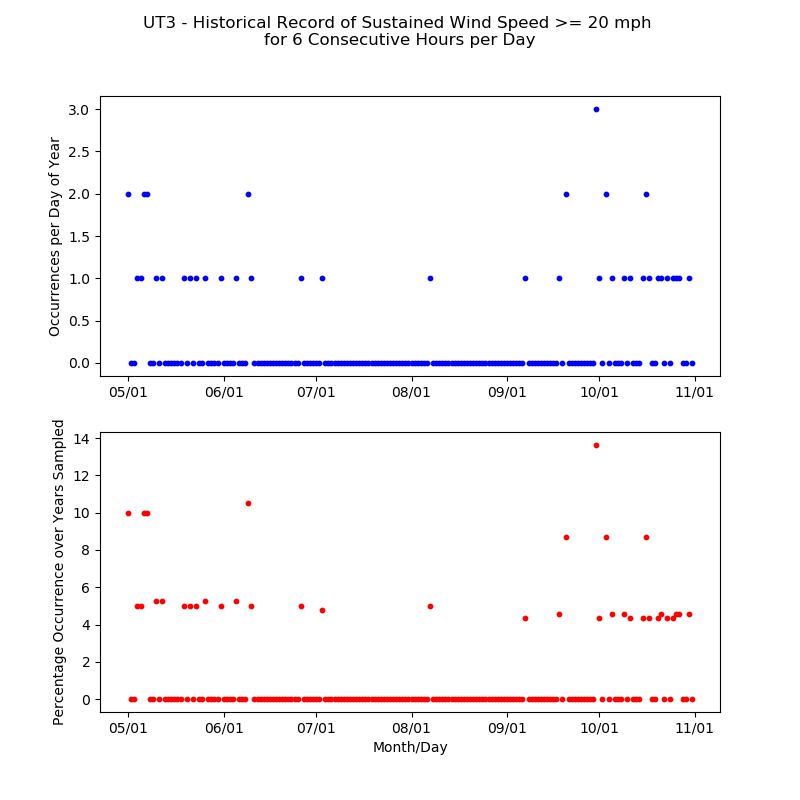 UT3 - Historical Record of Sustained Wind Speed >= 20 mph
for 6 Consecutive Hours per Day
Occurrences per Day of Year
3.0
2.5
2.0
1.5
1.0
0.5
0.0
05/01 06/01 07/01 08/01 09/01 10/01 11/01
Percentage Occurrence over Years Sampled
14
12
10
8
6
4
2
0
05/01 06/01 07/01 08/01 09/01 10/01 11/01
Month/Day